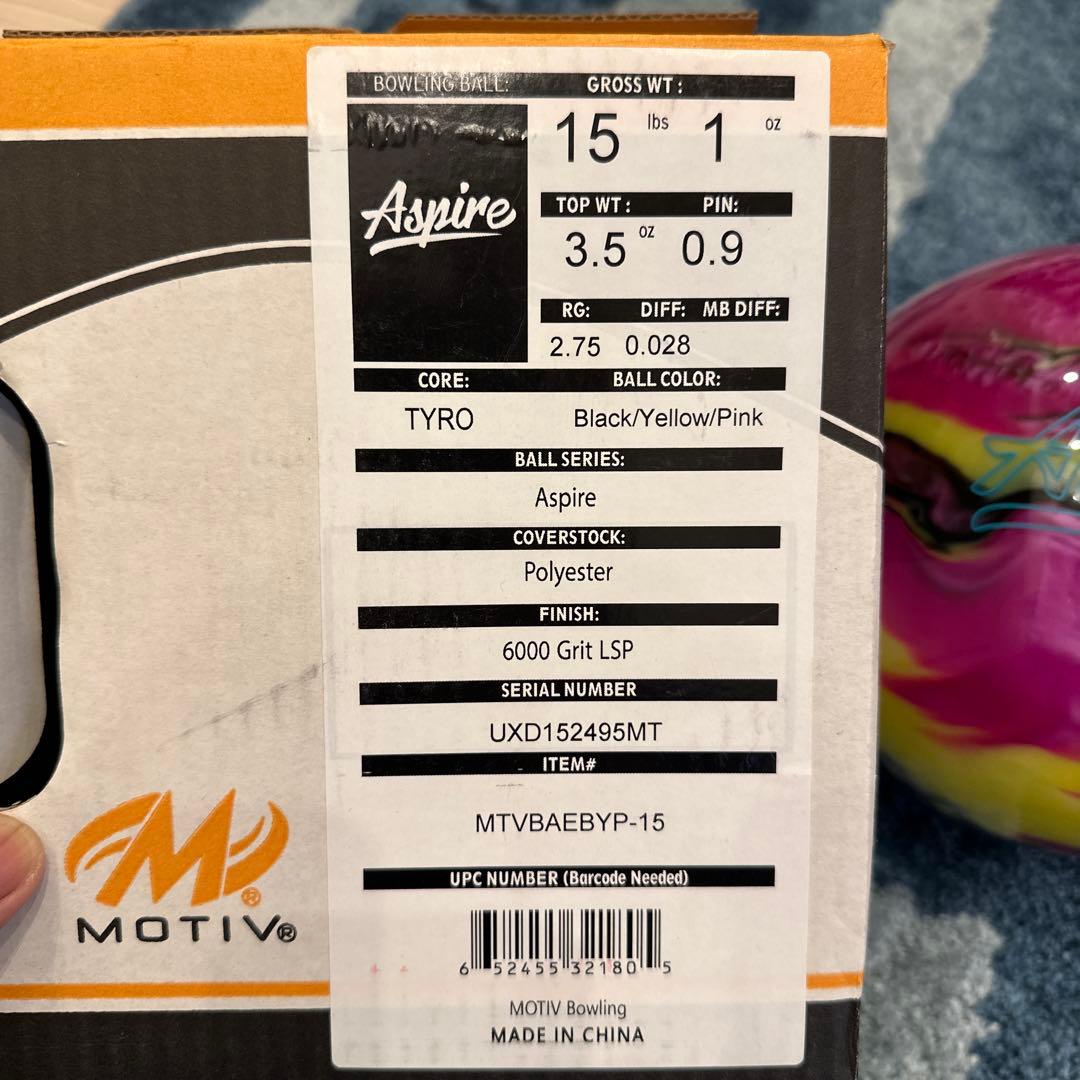 BOWLING BALL: GROSS WT :
15 lbs 1 oz
Aspire
TOP WT : PIN:
3.5 oz 0.9
RG: DIFF: MB DIFF:
2.75 0.028
CORE: BALL COLOR:
TYRO Black/Yellow/Pink
BALL SERIES:
Aspire
COVERSTOCK:
Polyester
FINISH:
6000 Grit LSP
SERIAL NUMBER
UXD152495MT
ITEM#
MTVBAEBYP-15
UPC NUMBER (Barcode Needed)
6 52455 32180 5
MOTIV Bowling
MADE IN CHINA
M®
MOTIV®